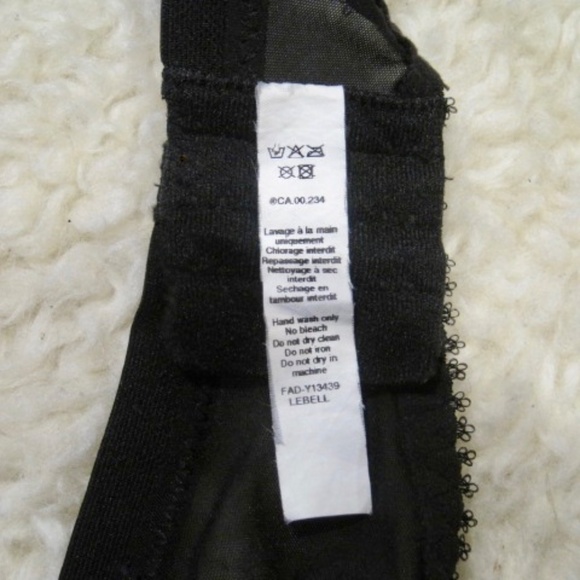 ®CA.00.234
Lavage à la main
uniquement
Chlorage interdit
Repassage interdit
Nettoyage à sec
interdit
Sechage en
tambour interdit
Hand wash only
No bleach
Do not dry clean
Do not iron
Do not dry in
machine
FAD-Y13439
LEBELL